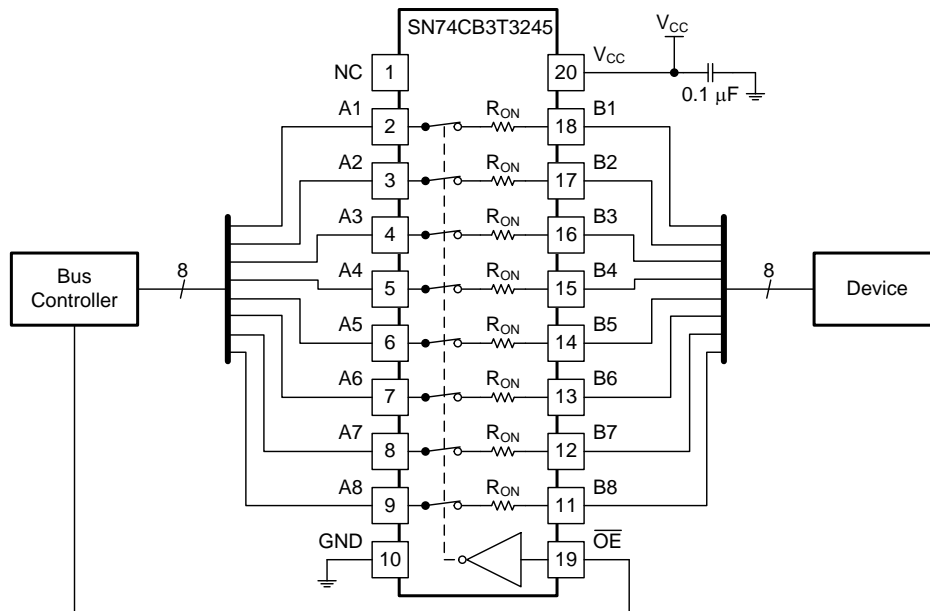 SN74CB3T3245
NC 1 20 VCC VCC
0.1 μF
A1 2 RON 18 B1
A2 3 RON 17 B2
A3 4 RON 16 B3
A4 5 RON 15 B4
A5 6 RON 14 B5
A6 7 RON 13 B6
A7 8 RON 12 B7
A8 9 RON 11 B8
GND 10 19 O̅E̅
Bus
Controller
8
8
Device